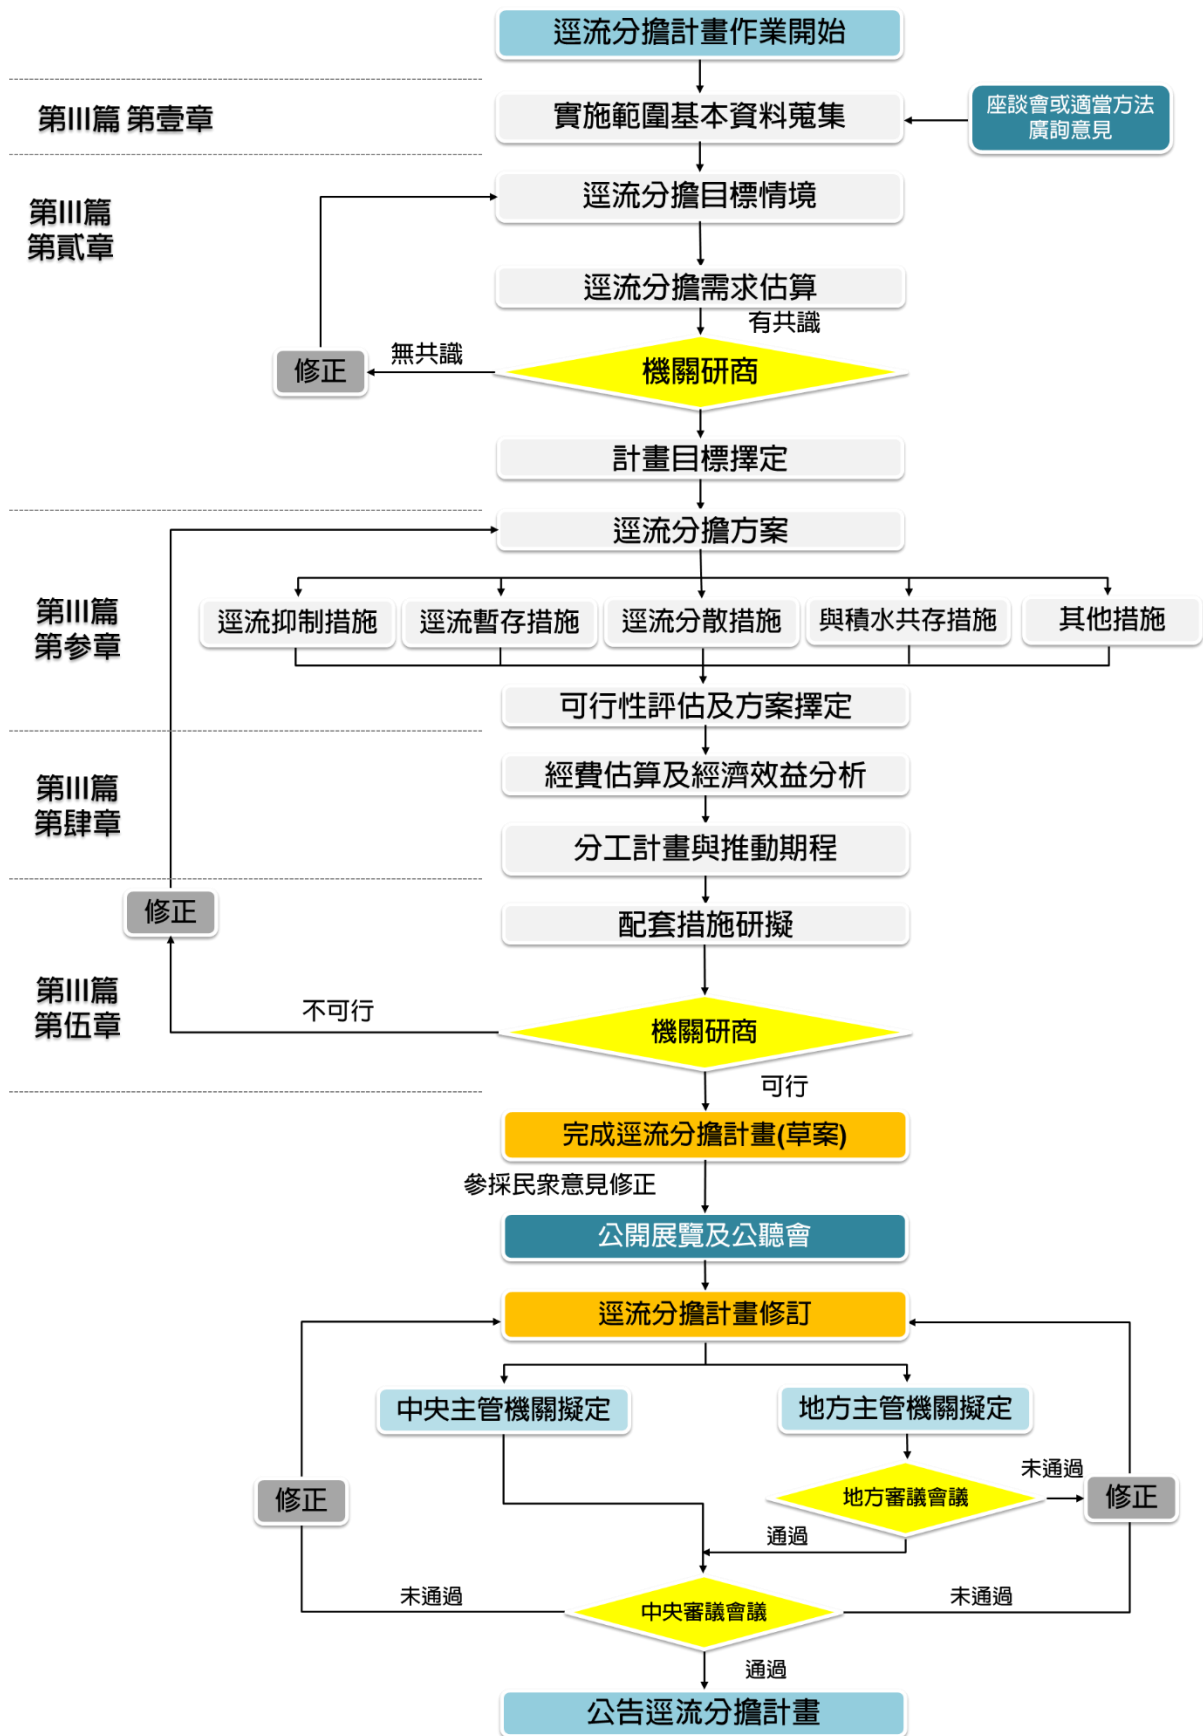 逕流分擔計畫作業開始
第III篇 第壹章
實施範圍基本資料蒐集
座談會或適當方法
廣詢意見
第III篇
第貳章
逕流分擔目標情境
逕流分擔需求估算
有共識
修正
無共識
機關研商
計畫目標擇定
逕流分擔方案
第III篇
第參章
逕流抑制措施
逕流暫存措施
逕流分散措施
與積水共存措施
其他措施
可行性評估及方案擇定
第III篇
第肆章
經費估算及經濟效益分析
分工計畫與推動期程
修正
配套措施研擬
第III篇
第伍章
不可行
機關研商
可行
完成逕流分擔計畫(草案)
參採民眾意見修正
公開展覽及公聽會
逕流分擔計畫修訂
中央主管機關擬定
地方主管機關擬定
未通過
修正
地方審議會議
修正
通過
未通過
中央審議會議
未通過
通過
公告逕流分擔計畫